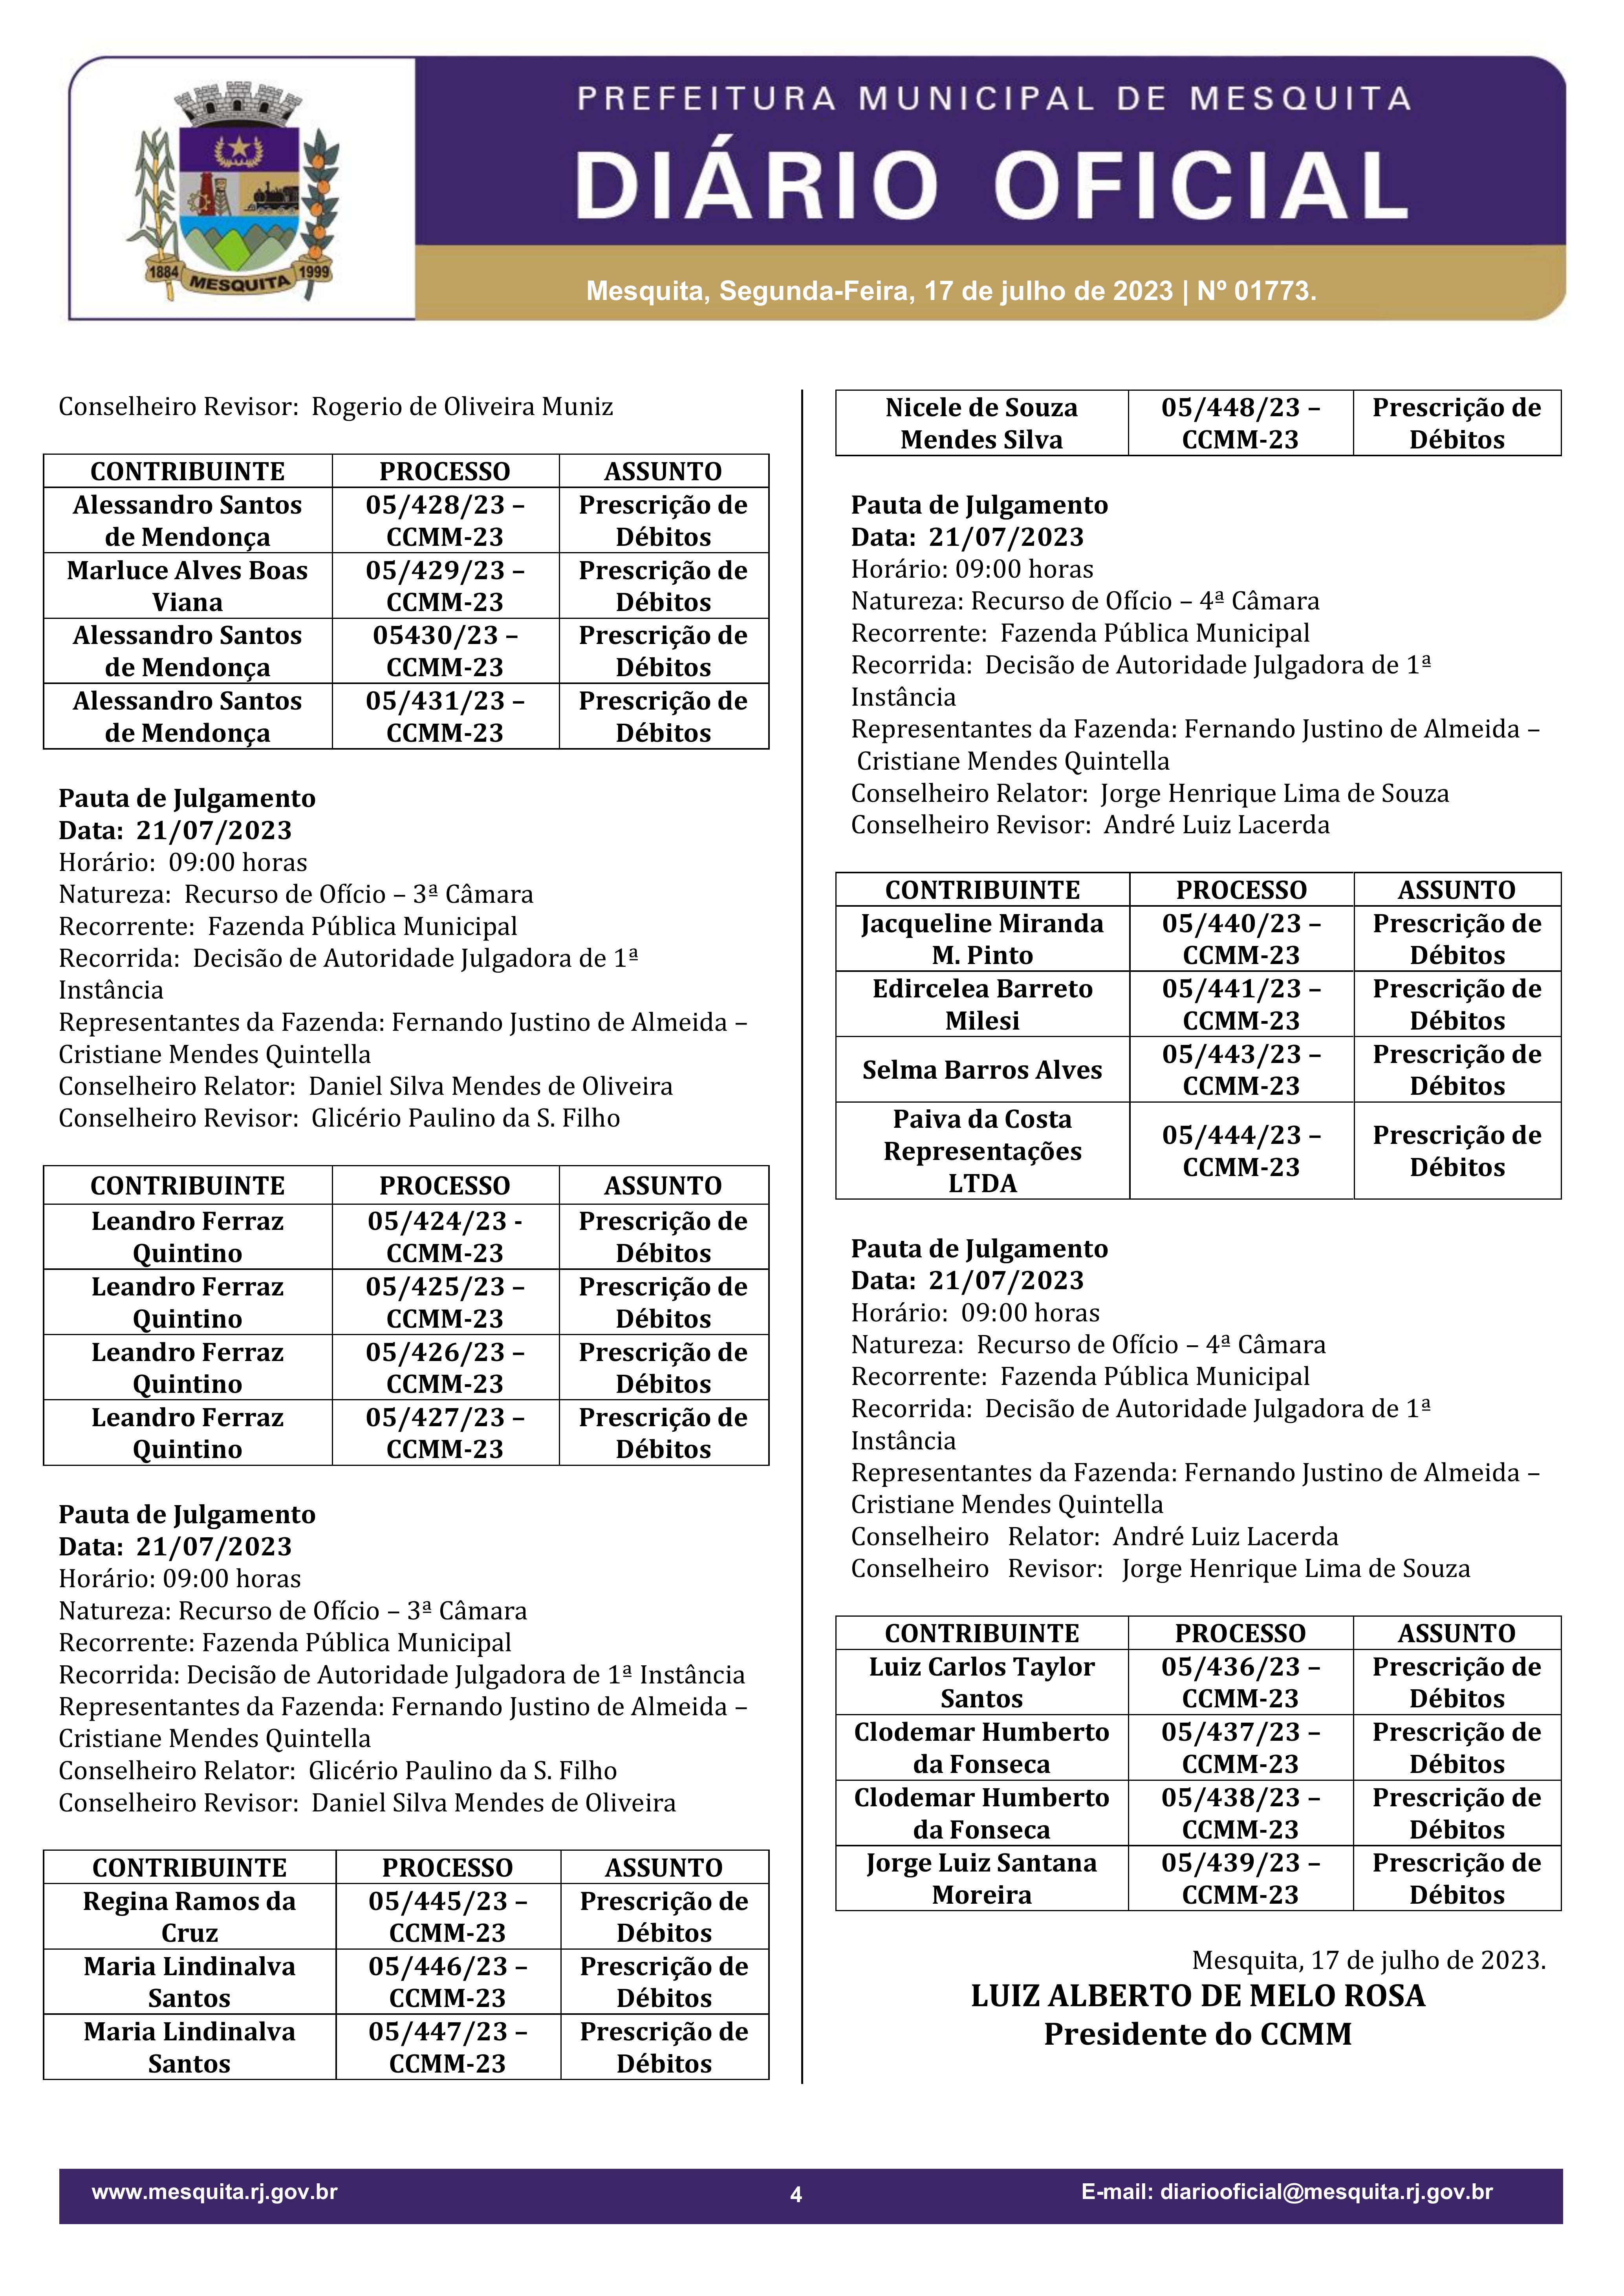 PREFEITURA MUNICIPAL DE MESQUITA
DIÁRIO OFICIAL
1884 MESQUITA 1999
Mesquita, Segunda-Feira, 17 de julho de 2023 | Nº 01773.
Conselheiro Revisor: Rogerio de Oliveira Muniz
CONTRIBUINTE PROCESSO ASSUNTO
Alessandro Santos 05/428/23 – Prescrição de
de Mendonça CCMM-23 Débitos
Marluce Alves Boas 05/429/23 – Prescrição de
Viana CCMM-23 Débitos
Alessandro Santos 05430/23 – Prescrição de
de Mendonça CCMM-23 Débitos
Alessandro Santos 05/431/23 – Prescrição de
de Mendonça CCMM-23 Débitos
Pauta de Julgamento
Data: 21/07/2023
Horário: 09:00 horas
Natureza: Recurso de Ofício – 3ª Câmara
Recorrente: Fazenda Pública Municipal
Recorrida: Decisão de Autoridade Julgadora de 1ª
Instância
Representantes da Fazenda: Fernando Justino de Almeida –
Cristiane Mendes Quintella
Conselheiro Relator: Daniel Silva Mendes de Oliveira
Conselheiro Revisor: Glicério Paulino da S. Filho
CONTRIBUINTE PROCESSO ASSUNTO
Leandro Ferraz 05/424/23 - Prescrição de
Quintino CCMM-23 Débitos
Leandro Ferraz 05/425/23 – Prescrição de
Quintino CCMM-23 Débitos
Leandro Ferraz 05/426/23 – Prescrição de
Quintino CCMM-23 Débitos
Leandro Ferraz 05/427/23 – Prescrição de
Quintino CCMM-23 Débitos
Pauta de Julgamento
Data: 21/07/2023
Horário: 09:00 horas
Natureza: Recurso de Ofício – 3ª Câmara
Recorrente: Fazenda Pública Municipal
Recorrida: Decisão de Autoridade Julgadora de 1ª Instância
Representantes da Fazenda: Fernando Justino de Almeida –
Cristiane Mendes Quintella
Conselheiro Relator: Glicério Paulino da S. Filho
Conselheiro Revisor: Daniel Silva Mendes de Oliveira
CONTRIBUINTE PROCESSO ASSUNTO
Regina Ramos da 05/445/23 – Prescrição de
Cruz CCMM-23 Débitos
Maria Lindinalva 05/446/23 – Prescrição de
Santos CCMM-23 Débitos
Maria Lindinalva 05/447/23 – Prescrição de
Santos CCMM-23 Débitos
Nicele de Souza 05/448/23 – Prescrição de
Mendes Silva CCMM-23 Débitos
Pauta de Julgamento
Data: 21/07/2023
Horário: 09:00 horas
Natureza: Recurso de Ofício – 4ª Câmara
Recorrente: Fazenda Pública Municipal
Recorrida: Decisão de Autoridade Julgadora de 1ª
Instância
Representantes da Fazenda: Fernando Justino de Almeida –
Cristiane Mendes Quintella
Conselheiro Relator: Jorge Henrique Lima de Souza
Conselheiro Revisor: André Luiz Lacerda
CONTRIBUINTE PROCESSO ASSUNTO
Jacqueline Miranda 05/440/23 – Prescrição de
M. Pinto CCMM-23 Débitos
Edircelea Barreto 05/441/23 – Prescrição de
Milesi CCMM-23 Débitos
Selma Barros Alves 05/443/23 – Prescrição de
CCMM-23 Débitos
Paiva da Costa
Representações 05/444/23 – Prescrição de
LTDA CCMM-23 Débitos
Pauta de Julgamento
Data: 21/07/2023
Horário: 09:00 horas
Natureza: Recurso de Ofício – 4ª Câmara
Recorrente: Fazenda Pública Municipal
Recorrida: Decisão de Autoridade Julgadora de 1ª
Instância
Representantes da Fazenda: Fernando Justino de Almeida –
Cristiane Mendes Quintella
Conselheiro Relator: André Luiz Lacerda
Conselheiro Revisor: Jorge Henrique Lima de Souza
CONTRIBUINTE PROCESSO ASSUNTO
Luiz Carlos Taylor 05/436/23 – Prescrição de
Santos CCMM-23 Débitos
Clodemar Humberto 05/437/23 – Prescrição de
da Fonseca CCMM-23 Débitos
Clodemar Humberto 05/438/23 – Prescrição de
da Fonseca CCMM-23 Débitos
Jorge Luiz Santana 05/439/23 – Prescrição de
Moreira CCMM-23 Débitos
Mesquita, 17 de julho de 2023.
LUIZ ALBERTO DE MELO ROSA
Presidente do CCMM
www.mesquita.rj.gov.br 4 E-mail: diariooficial@mesquita.rj.gov.br